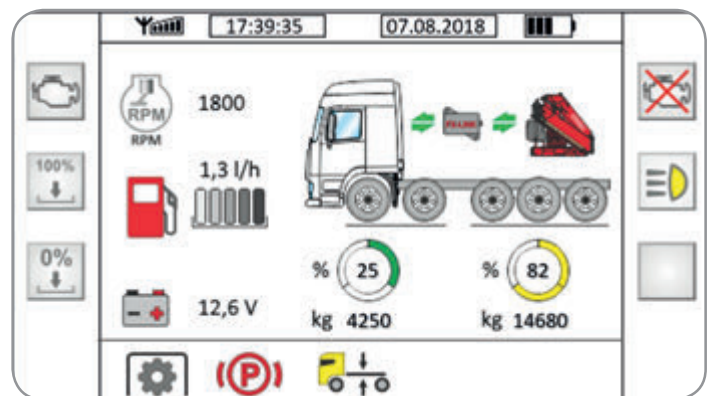 17:39:35 07.08.2018
RPM 1800
RPM
100%
1,3 l/h
0%
% 25 % 82
12,6 V
kg 4250 kg 14680
(P)